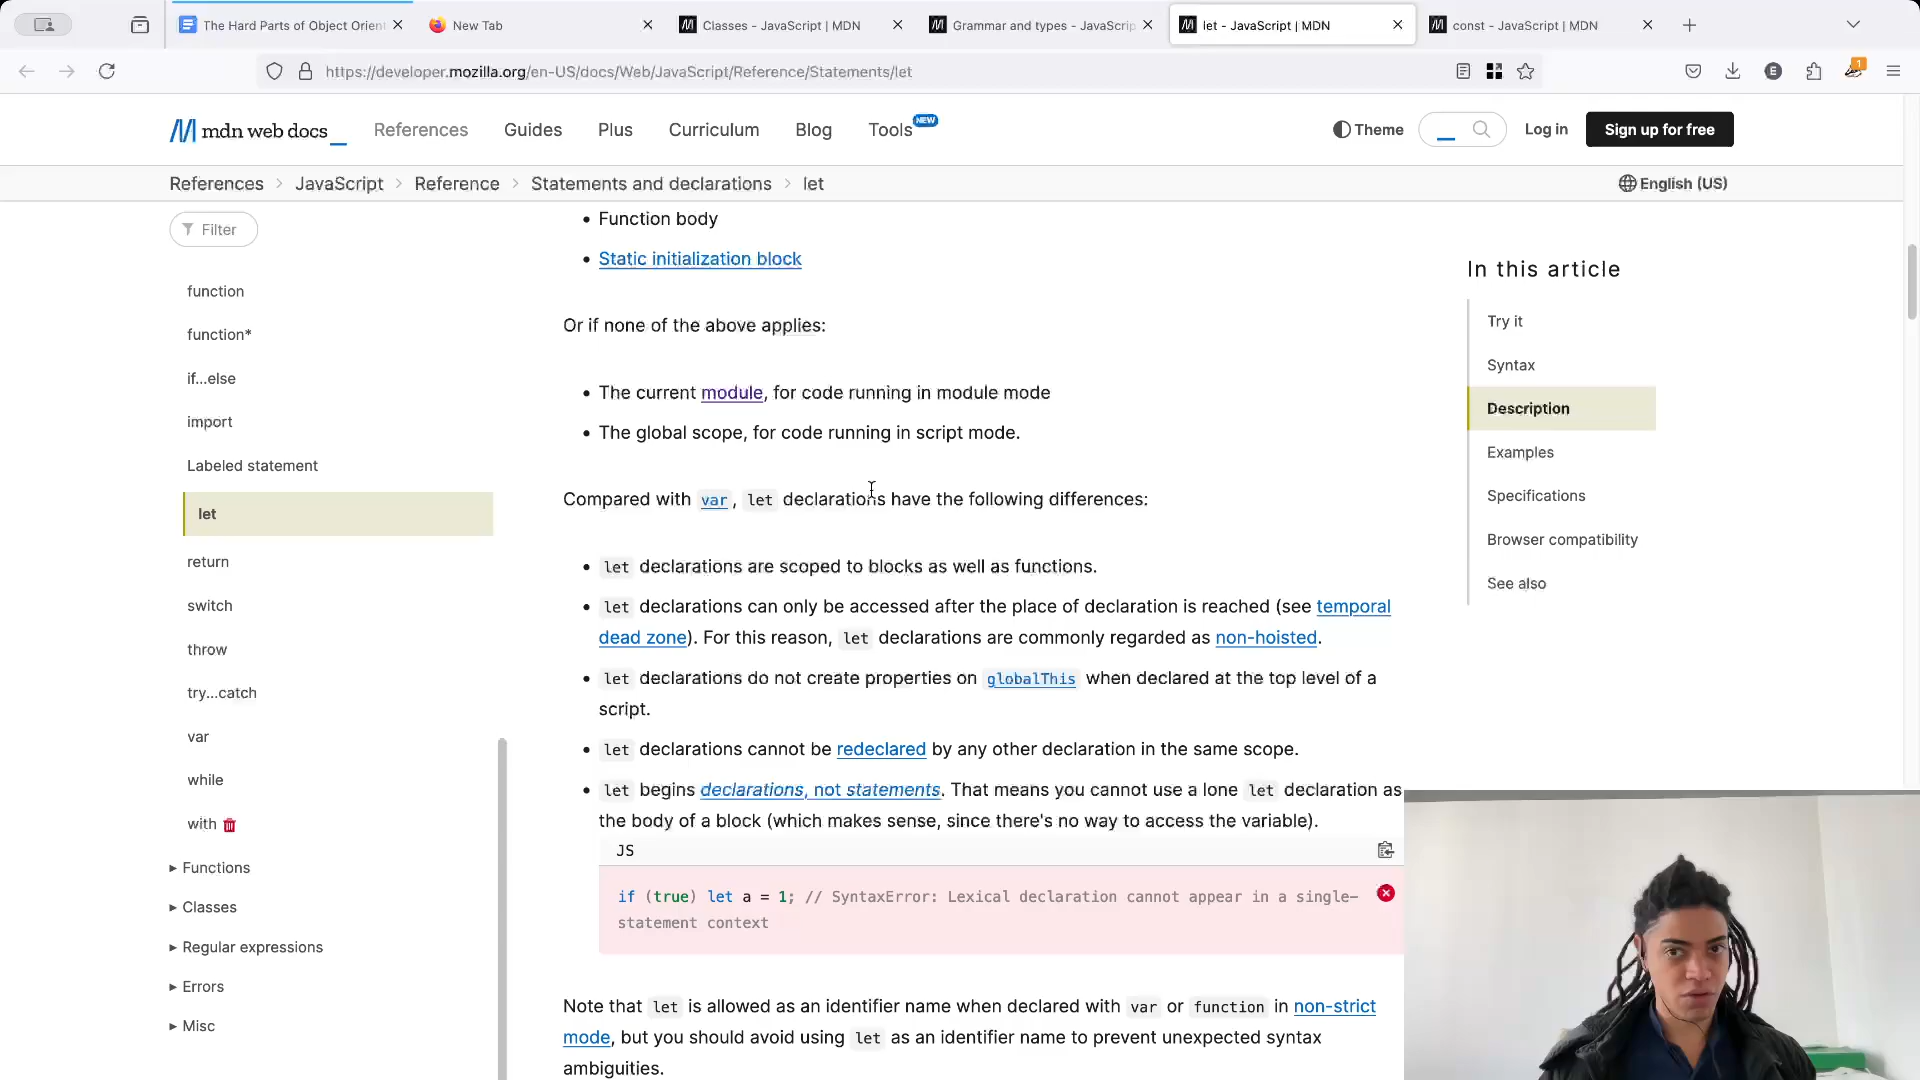 The Hard Parts of Object Orient
New Tab
Classes - JavaScript | MDN
Grammar and types - JavaScrip
let - JavaScript | MDN
const - JavaScript | MDN
https://developer.mozilla.org/en-US/docs/Web/JavaScript/Reference/Statements/let
E
1
mdn web docs_
References
Guides
Plus
Curriculum
Blog
Tools NEW
Theme
Log in
Sign up for free
References > JavaScript > Reference > Statements and declarations > let
English (US)
Filter
function
function*
if...else
import
Labeled statement
let
return
switch
throw
try...catch
var
while
with
Functions
Classes
Regular expressions
Errors
Misc
• Function body
• Static initialization block
Or if none of the above applies:
• The current module, for code running in module mode
• The global scope, for code running in script mode.
Compared with var, let declarations have the following differences:
• let declarations are scoped to blocks as well as functions.
• let declarations can only be accessed after the place of declaration is reached (see temporal
dead zone). For this reason, let declarations are commonly regarded as non-hoisted.
• let declarations do not create properties on globalThis when declared at the top level of a
script.
• let declarations cannot be redeclared by any other declaration in the same scope.
• let begins declarations, not statements. That means you cannot use a lone let declaration as
the body of a block (which makes sense, since there's no way to access the variable).
JS
if (true) let a = 1; // SyntaxError: Lexical declaration cannot appear in a single-
statement context
Note that let is allowed as an identifier name when declared with var or function in non-strict
mode, but you should avoid using let as an identifier name to prevent unexpected syntax
ambiguities.
In this article
Try it
Syntax
Description
Examples
Specifications
Browser compatibility
See also